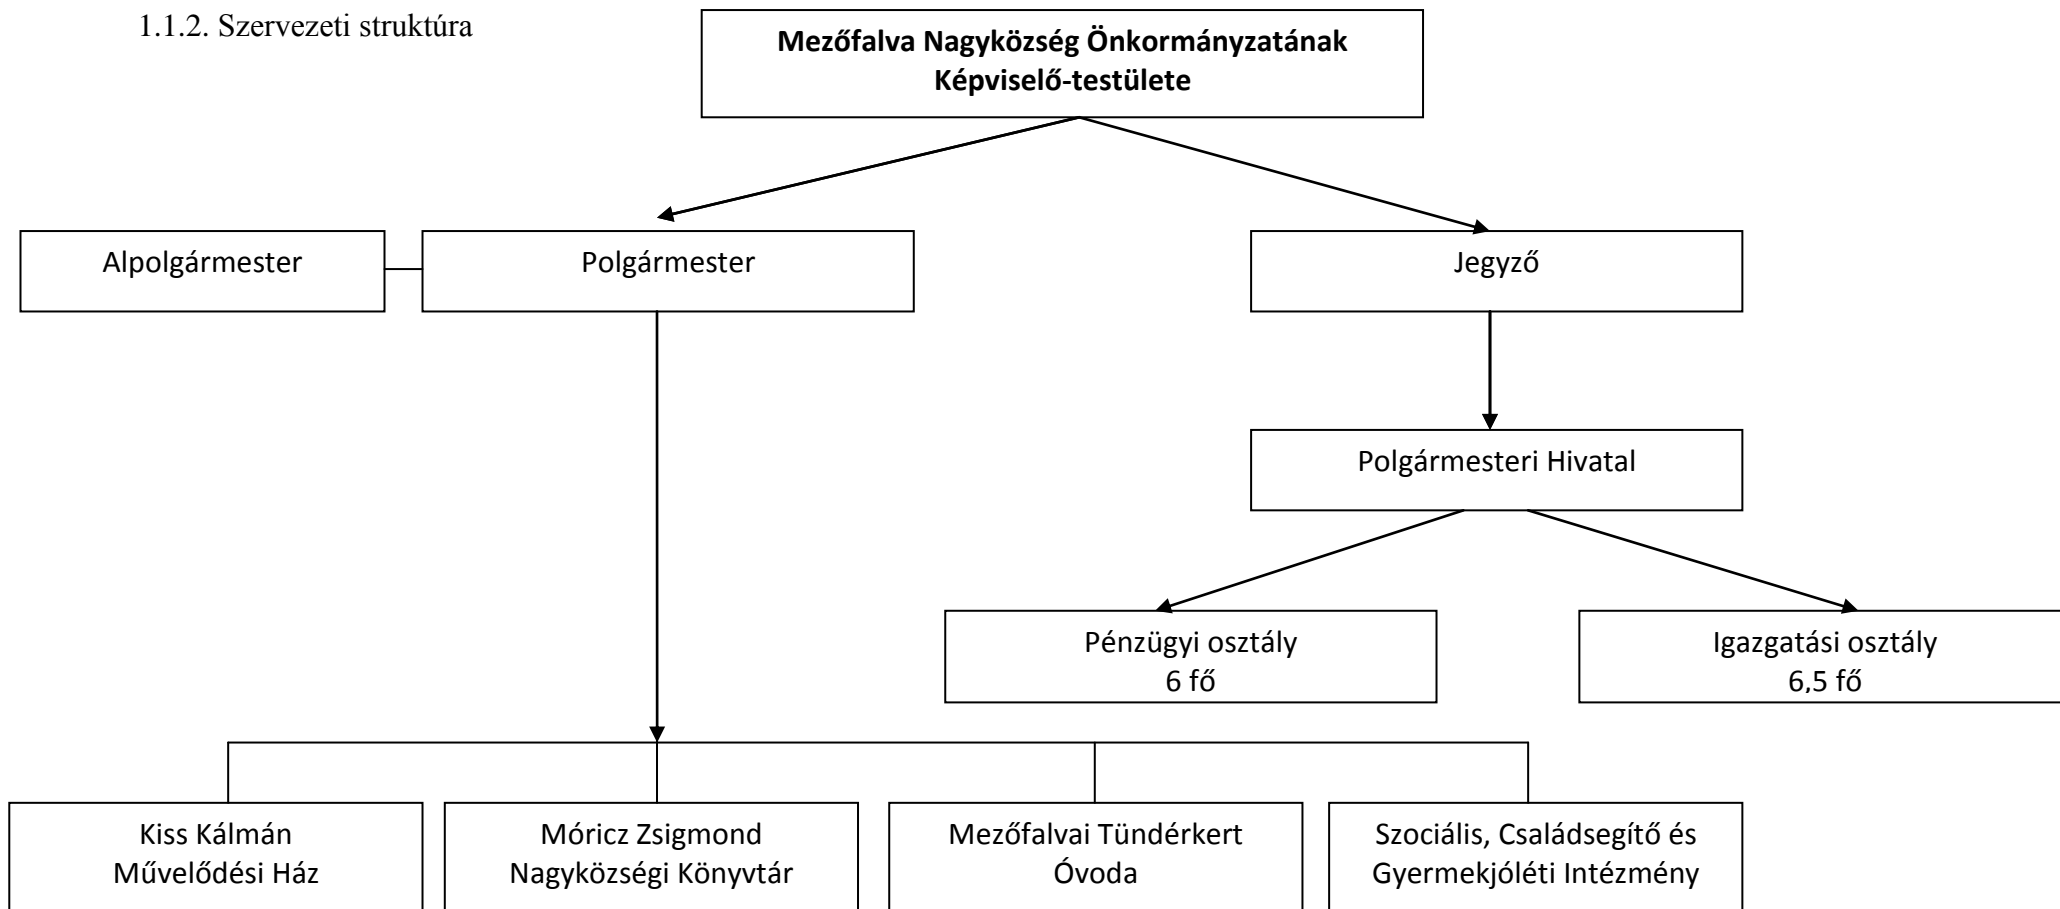 1.1.2. Szervezeti struktúra
Mezőfalva Nagyközség Önkormányzatának
Képviselő-testülete
Alpolgármester
Polgármester
Jegyző
Polgármesteri Hivatal
Pénzügyi osztály
6 fő
Igazgatási osztály
6,5 fő
Kiss Kálmán
Művelődési Ház
Móricz Zsigmond
Nagyközségi Könyvtár
Mezőfalvai Tündérkert
Óvoda
Szociális, Családsegítő és
Gyermekjóléti Intézmény